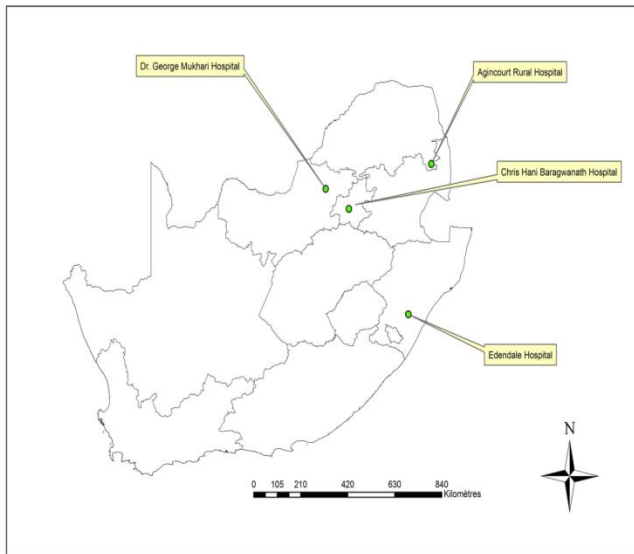 Dr. George Mukhari Hospital
Agincourt Rural Hospital
Chris Hani Baragwanath Hospital
Edendale Hospital
N
0 105 210 420 630 840
Kilomètres